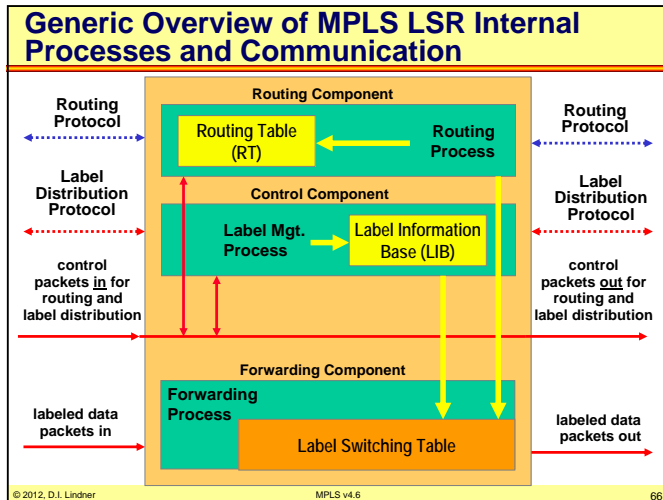 Generic Overview of MPLS LSR Internal
Processes and Communication
Routing
Protocol
Label
Distribution
Protocol
control
packets in for
routing and
label distribution
labeled data
packets in
Routing Component
Routing Table
(RT)
Routing
Process
Control Component
Label Mgt.
Process
Label Information
Base (LIB)
Forwarding Component
Forwarding
Process
Label Switching Table
Routing
Protocol
Label
Distribution
Protocol
control
packets out for
routing and
label distribution
labeled data
packets out
© 2012, D.I. Lindner
MPLS v4.6
66